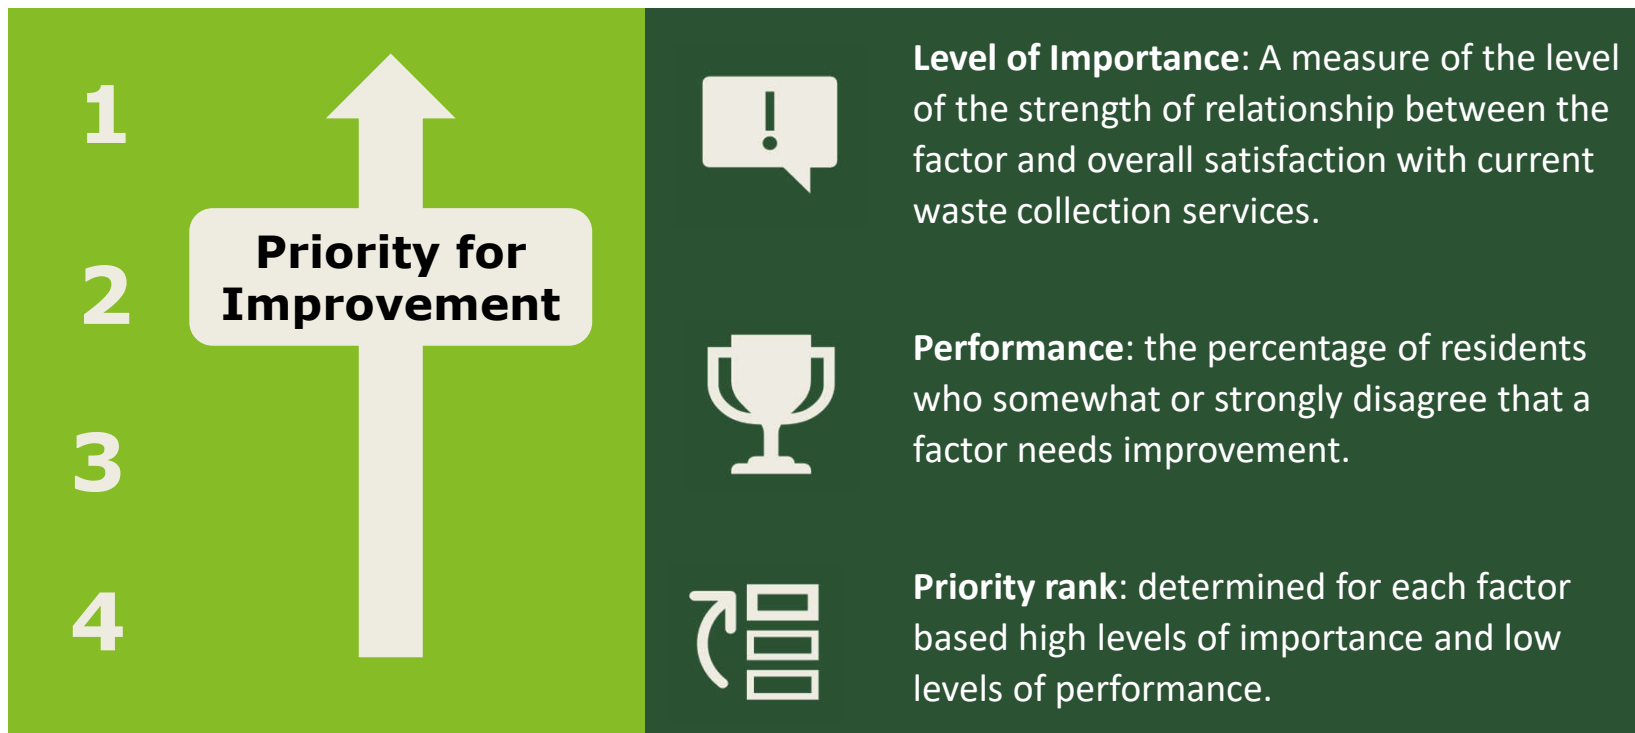 1
2
3
4
Priority for
Improvement
Level of Importance: A measure of the level
of the strength of relationship between the
factor and overall satisfaction with current
waste collection services.
Performance: the percentage of residents
who somewhat or strongly disagree that a
factor needs improvement.
Priority rank: determined for each factor
based high levels of importance and low
levels of performance.